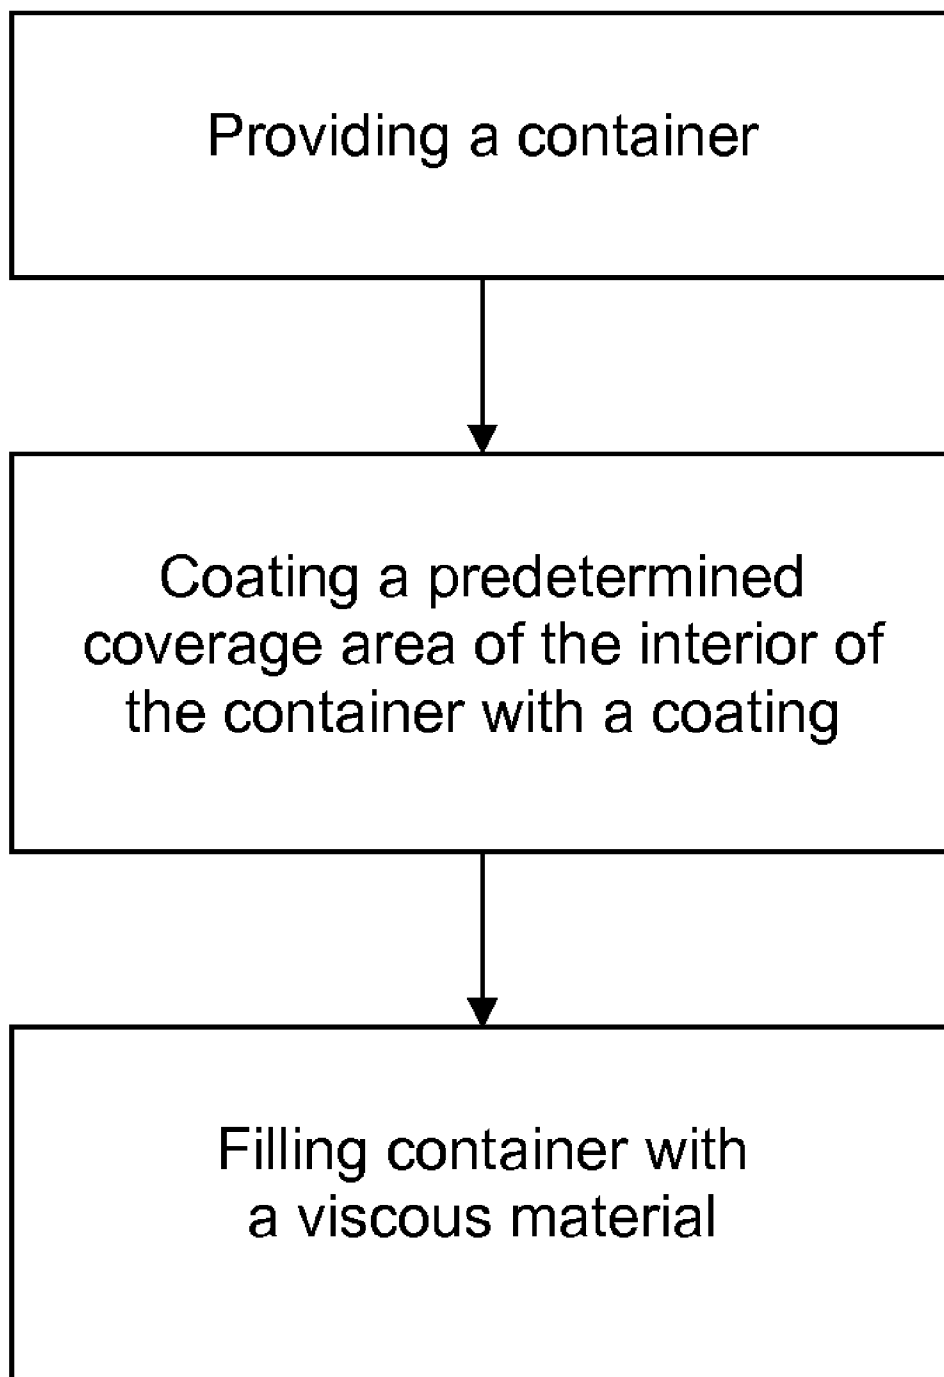 Providing a container
Coating a predetermined
coverage area of the interior of
the container with a coating
Filling container with
a viscous material